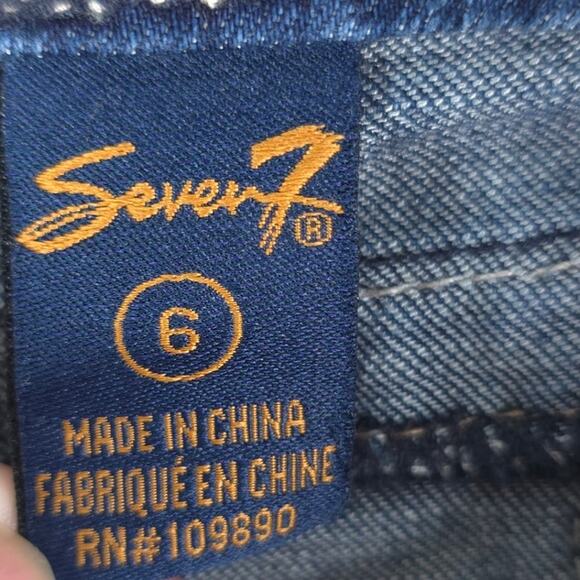 Seven7®
6
MADE IN CHINA
FABRIQUÉ EN CHINE
RN#109890